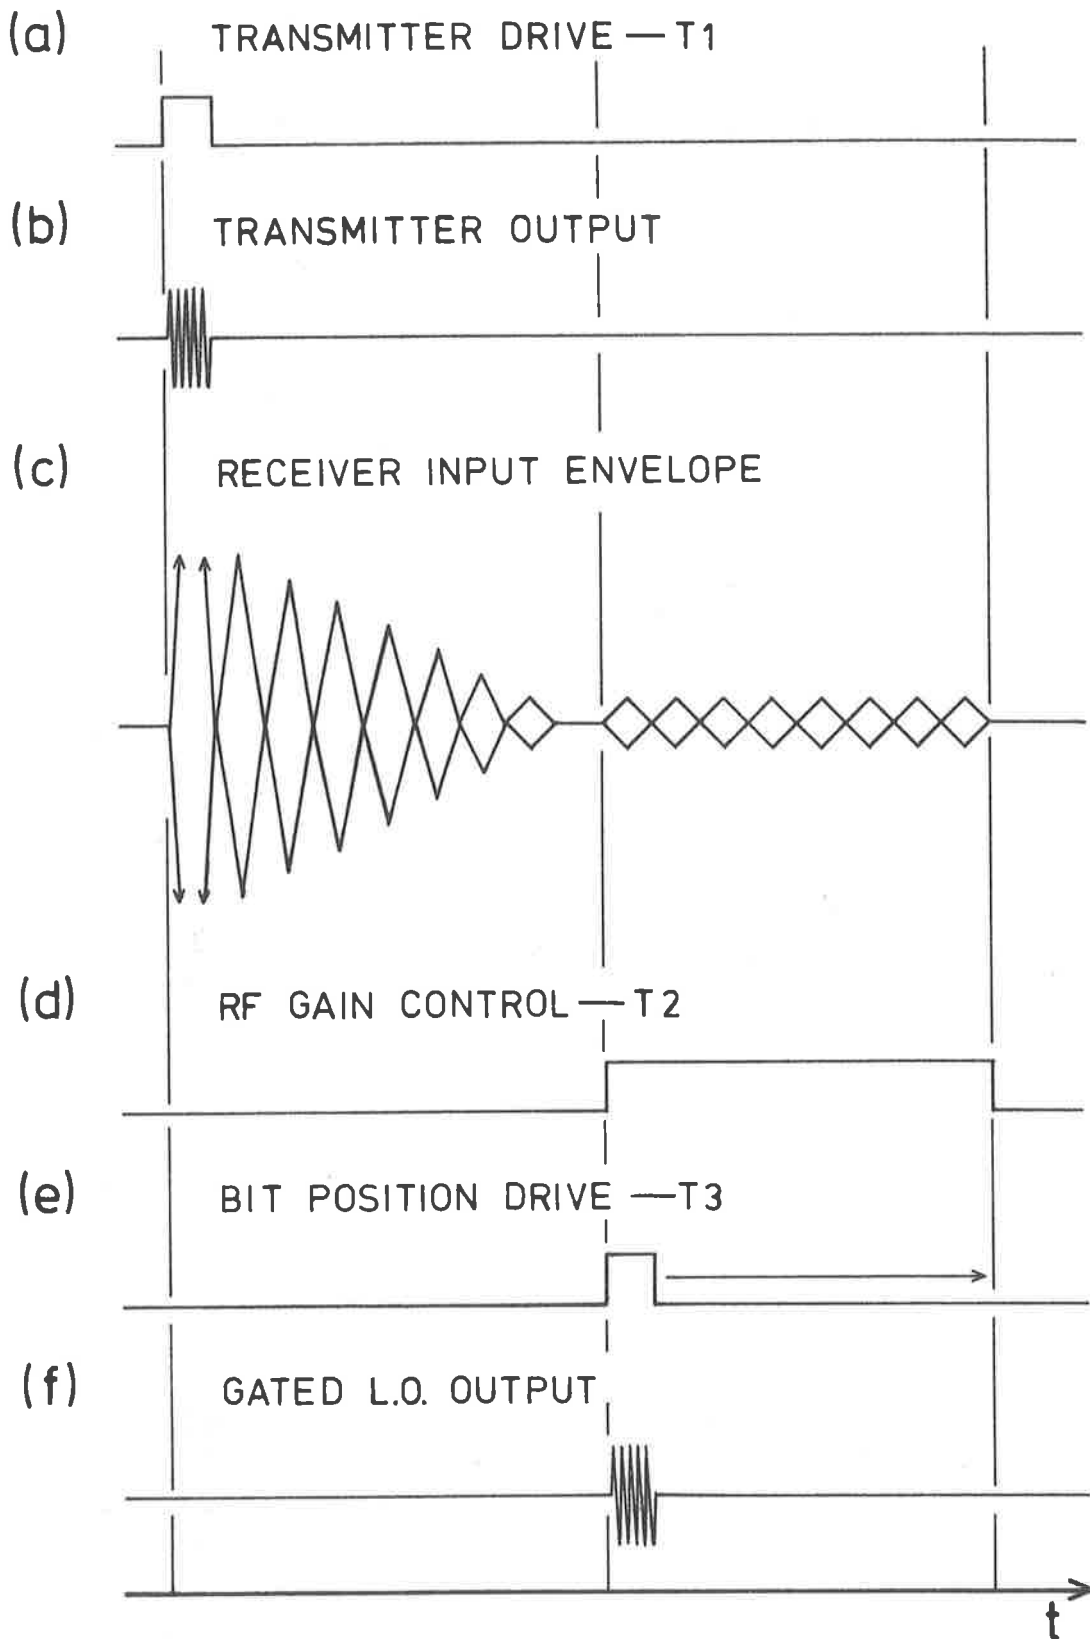 (a) TRANSMITTER DRIVE — T1
(b) TRANSMITTER OUTPUT
(c) RECEIVER INPUT ENVELOPE
(d) RF GAIN CONTROL — T2
(e) BIT POSITION DRIVE — T3
(f) GATED L.O. OUTPUT
t